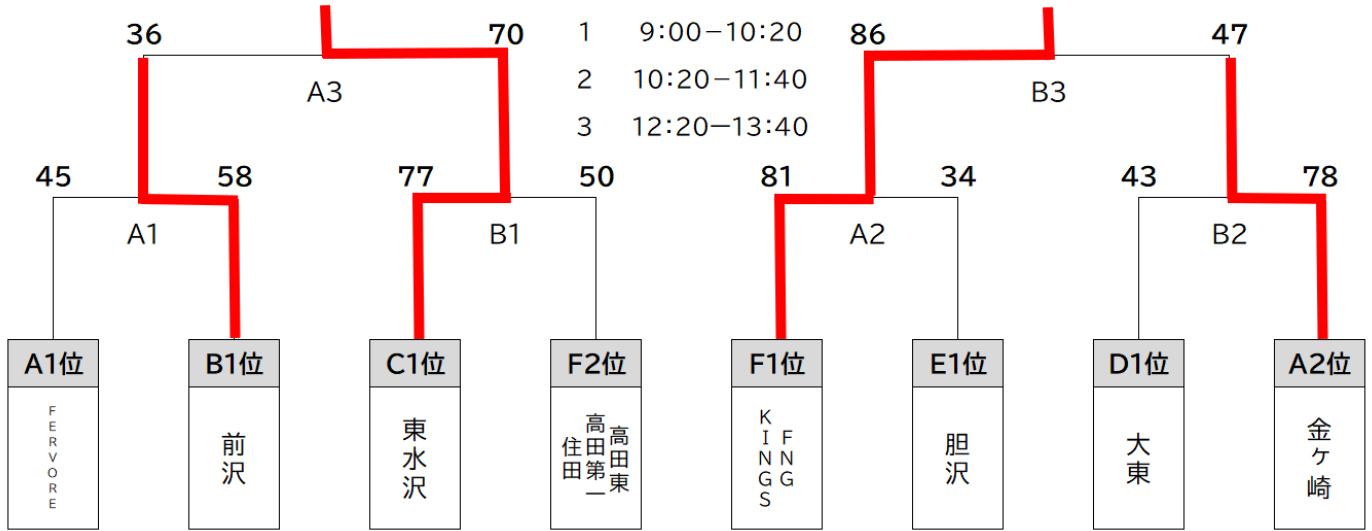 36 70 1 9:00-10:20 86 47
A3 2 10:20-11:40 B3
3 12:20-13:40
45 58 77 50 81 34 43 78
A1 B1 A2 B2
A1位 B1位 C1位 F2位 F1位 E1位 D1位 A2位
FERVORE
前沢
東水沢
高田東
高田第一
住田
FNG
KINGS
胆沢
大東
金ケ崎